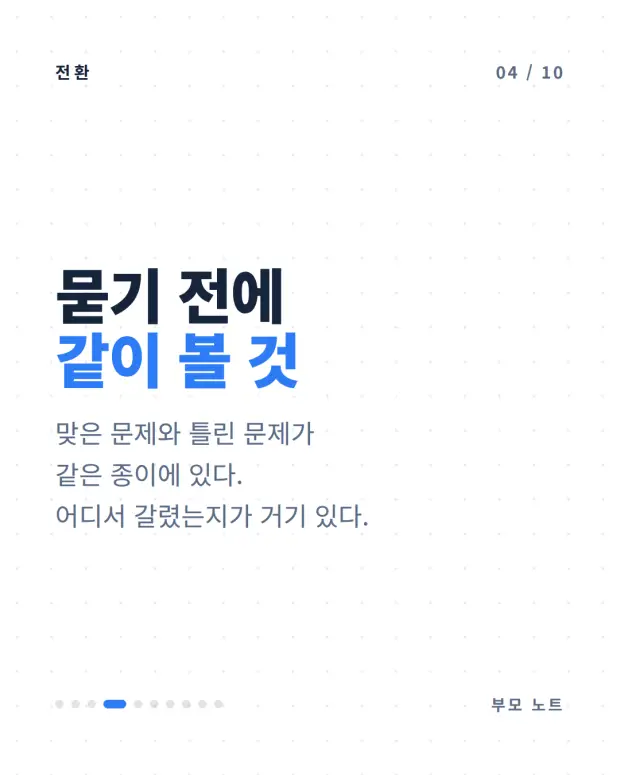 전환
04 / 10
묻기 전에
같이 볼 것
맞은 문제와 틀린 문제가
같은 종이에 있다.
어디서 갈렸는지가 거기 있다.
부모 노트